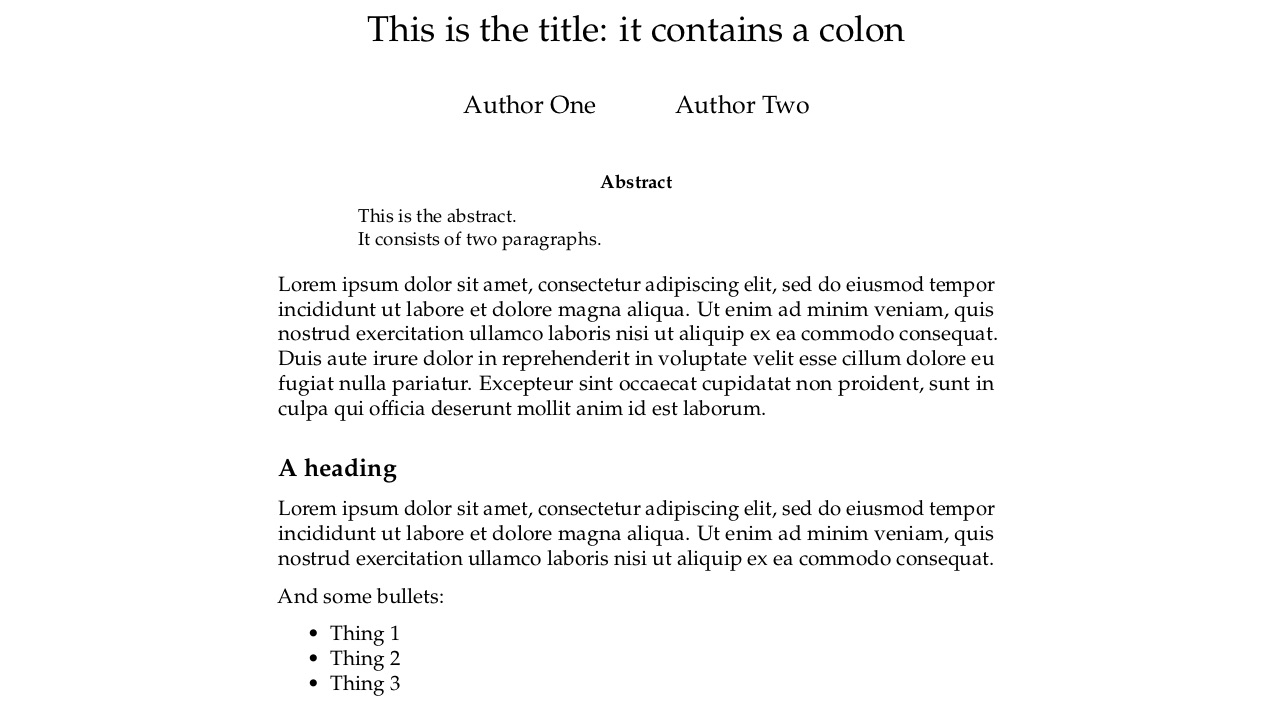 This is the title: it contains a colon
Author One Author Two
Abstract
This is the abstract.
It consists of two paragraphs.
Lorem ipsum dolor sit amet, consectetur adipiscing elit, sed do eiusmod tempor
incididunt ut labore et dolore magna aliqua. Ut enim ad minim veniam, quis
nostrud exercitation ullamco laboris nisi ut aliquip ex ea commodo consequat.
Duis aute irure dolor in reprehenderit in voluptate velit esse cillum dolore eu
fugiat nulla pariatur. Excepteur sint occaecat cupidatat non proident, sunt in
culpa qui officia deserunt mollit anim id est laborum.
A heading
Lorem ipsum dolor sit amet, consectetur adipiscing elit, sed do eiusmod tempor
incididunt ut labore et dolore magna aliqua. Ut enim ad minim veniam, quis
nostrud exercitation ullamco laboris nisi ut aliquip ex ea commodo consequat.
And some bullets:
• Thing 1
• Thing 2
• Thing 3